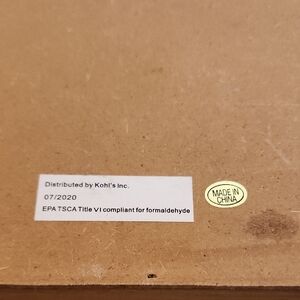 Distributed by Kohl's Inc.
07/2020
EPA TSCA Title VI compliant for formaldehyde
MADE IN
CHINA